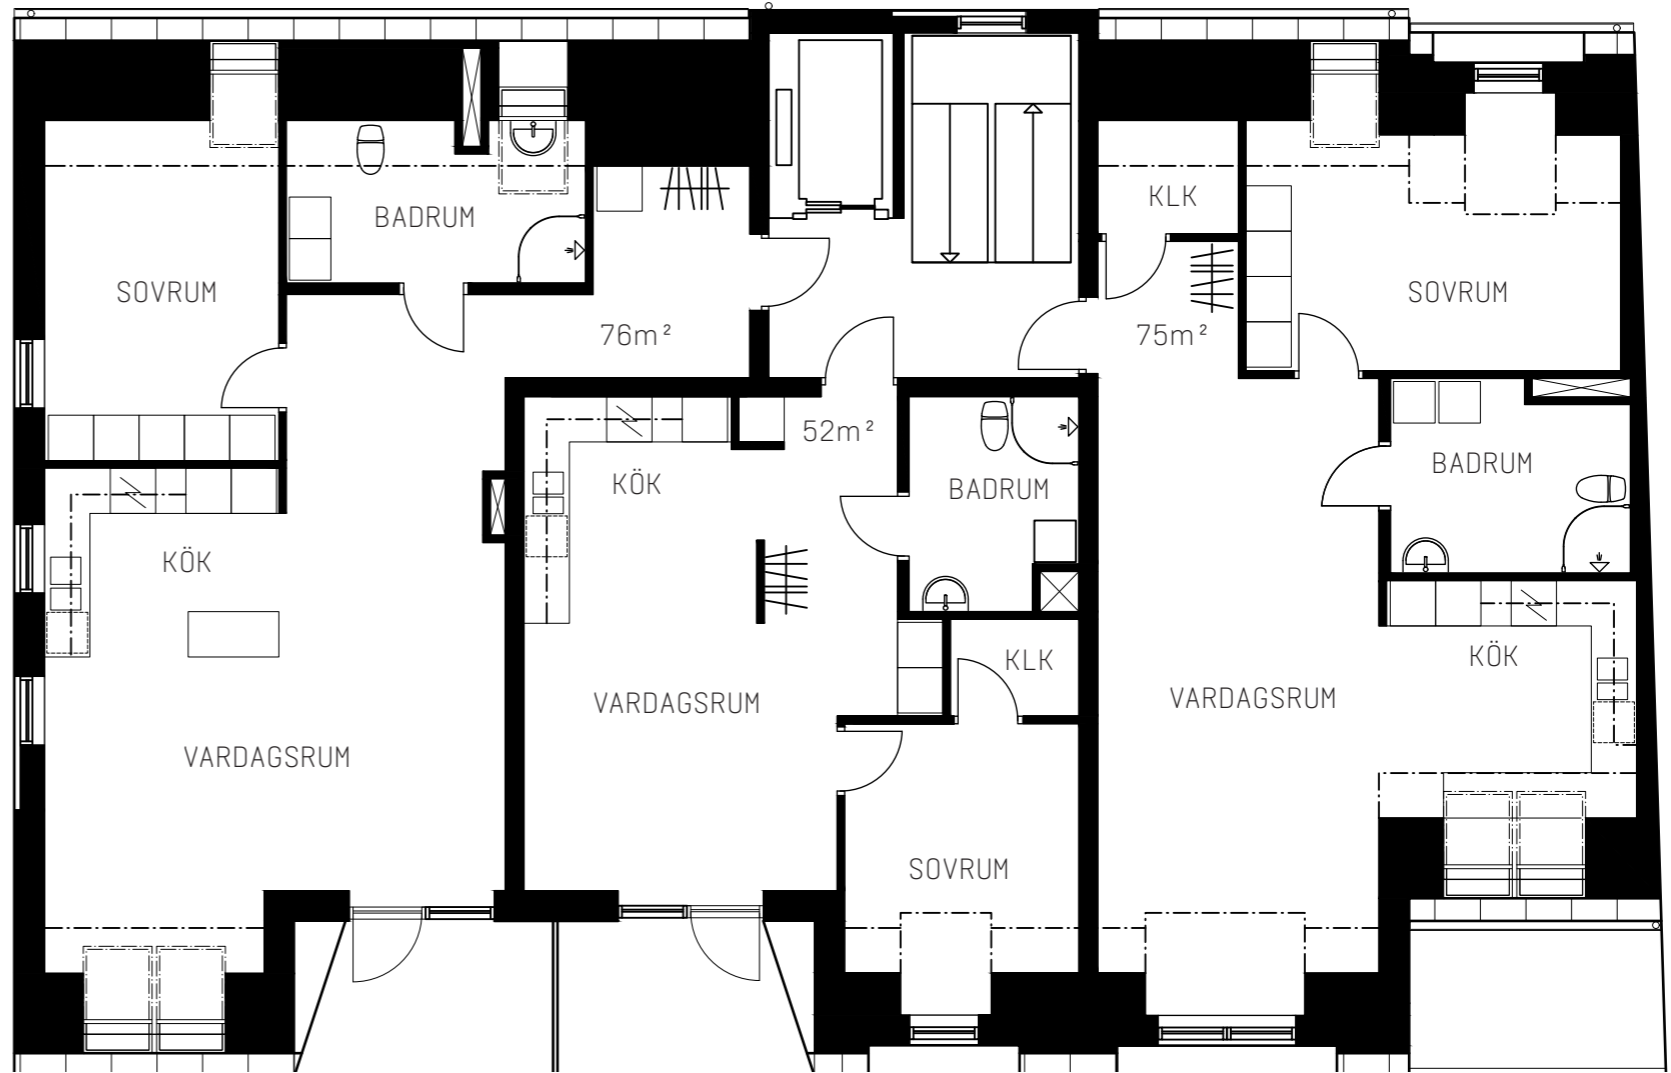 KLK
BADRUM
SOVRUM
SOVRUM
76m²
75m²
52m²
BADRUM
KÖK
BADRUM
KÖK
KLK
KÖK
VARDAGSRUM
VARDAGSRUM
VARDAGSRUM
SOVRUM